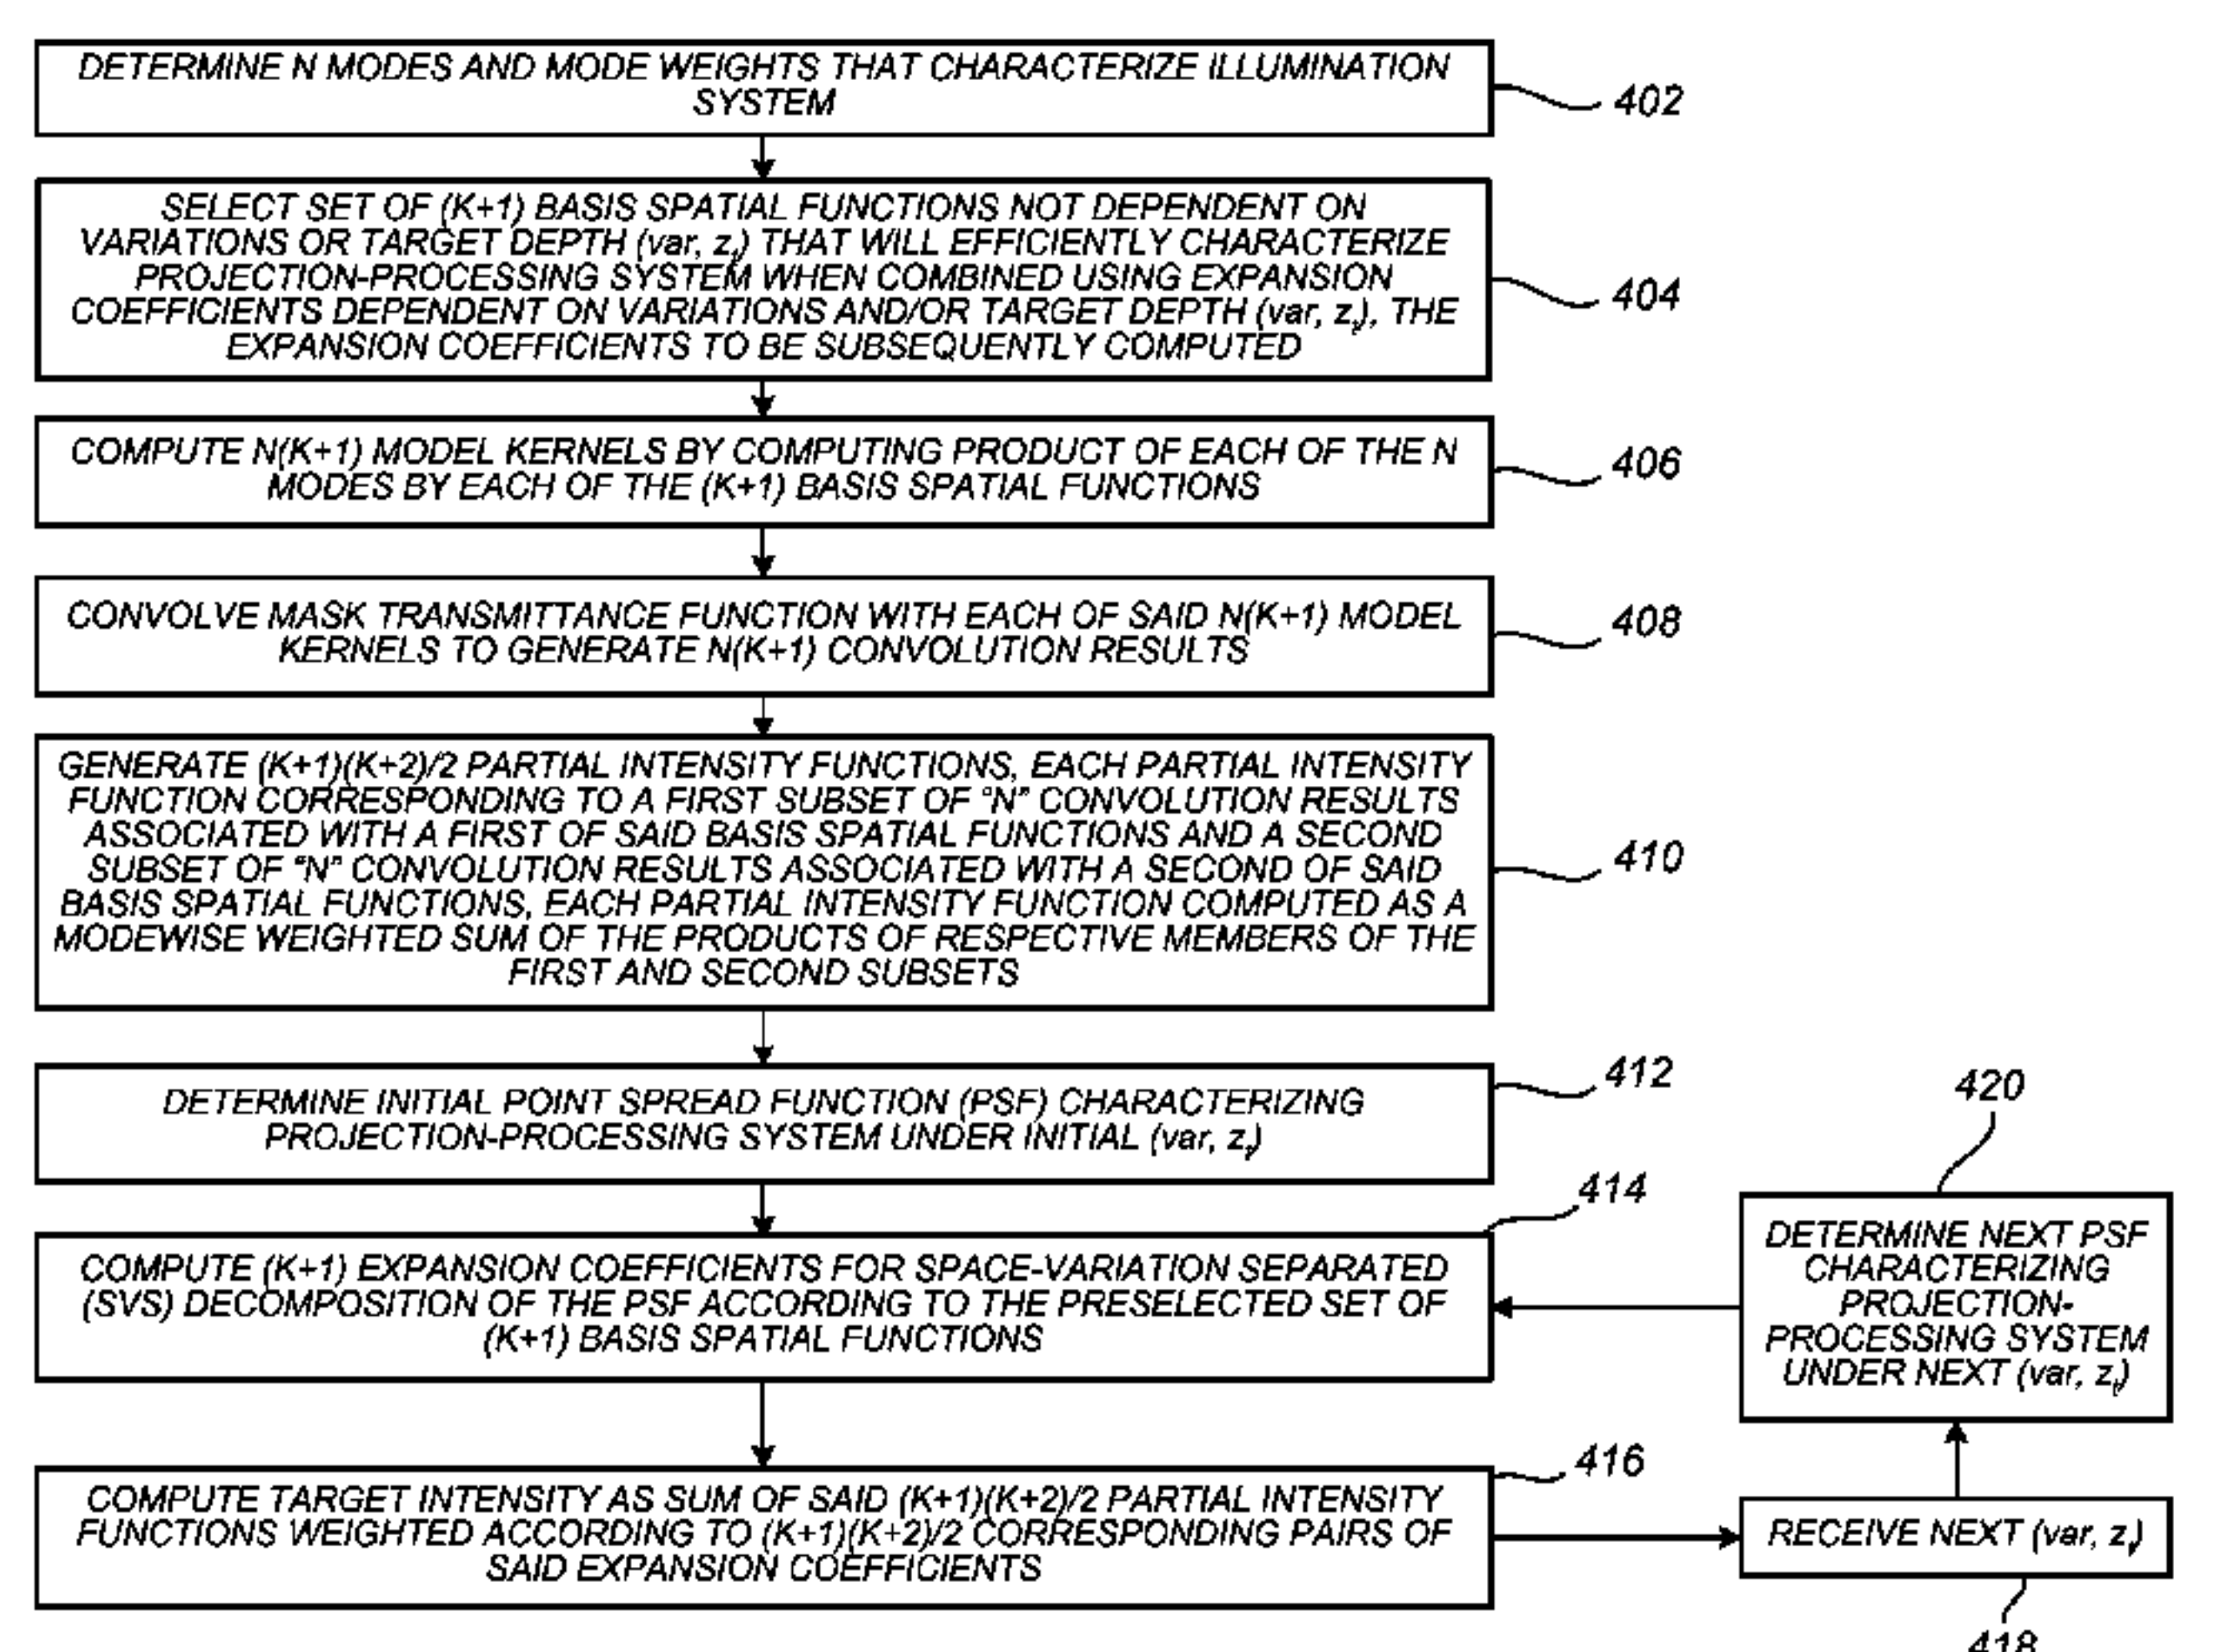 DETERMINE N MODES AND MODE WEIGHTS THAT CHARACTERIZE ILLUMINATION
SYSTEM
402
SELECT SET OF (K+1) BASIS SPATIAL FUNCTIONS NOT DEPENDENT ON
VARIATIONS OR TARGET DEPTH (var, zt) THAT WILL EFFICIENTLY CHARACTERIZE
PROJECTION-PROCESSING SYSTEM WHEN COMBINED USING EXPANSION
COEFFICIENTS DEPENDENT ON VARIATIONS AND/OR TARGET DEPTH (var, zt), THE
EXPANSION COEFFICIENTS TO BE SUBSEQUENTLY COMPUTED
404
COMPUTE N(K+1) MODEL KERNELS BY COMPUTING PRODUCT OF EACH OF THE N
MODES BY EACH OF THE (K+1) BASIS SPATIAL FUNCTIONS
406
CONVOLVE MASK TRANSMITTANCE FUNCTION WITH EACH OF SAID N(K+1) MODEL
KERNELS TO GENERATE N(K+1) CONVOLUTION RESULTS
408
GENERATE (K+1)(K+2)/2 PARTIAL INTENSITY FUNCTIONS, EACH PARTIAL INTENSITY
FUNCTION CORRESPONDING TO A FIRST SUBSET OF "N" CONVOLUTION RESULTS
ASSOCIATED WITH A FIRST OF SAID BASIS SPATIAL FUNCTIONS AND A SECOND
SUBSET OF "N" CONVOLUTION RESULTS ASSOCIATED WITH A SECOND OF SAID
BASIS SPATIAL FUNCTIONS, EACH PARTIAL INTENSITY FUNCTION COMPUTED AS A
MODEWISE WEIGHTED SUM OF THE PRODUCTS OF RESPECTIVE MEMBERS OF THE
FIRST AND SECOND SUBSETS
410
DETERMINE INITIAL POINT SPREAD FUNCTION (PSF) CHARACTERIZING
PROJECTION-PROCESSING SYSTEM UNDER INITIAL (var, zt)
412
COMPUTE (K+1) EXPANSION COEFFICIENTS FOR SPACE-VARIATION SEPARATED
(SVS) DECOMPOSITION OF THE PSF ACCORDING TO THE PRESELECTED SET OF
(K+1) BASIS SPATIAL FUNCTIONS
414
COMPUTE TARGET INTENSITY AS SUM OF SAID (K+1)(K+2)/2 PARTIAL INTENSITY
FUNCTIONS WEIGHTED ACCORDING TO (K+1)(K+2)/2 CORRESPONDING PAIRS OF
SAID EXPANSION COEFFICIENTS
416
420
DETERMINE NEXT PSF
CHARACTERIZING
PROJECTION-
PROCESSING SYSTEM
UNDER NEXT (var, zt)
RECEIVE NEXT (var, zt)
418